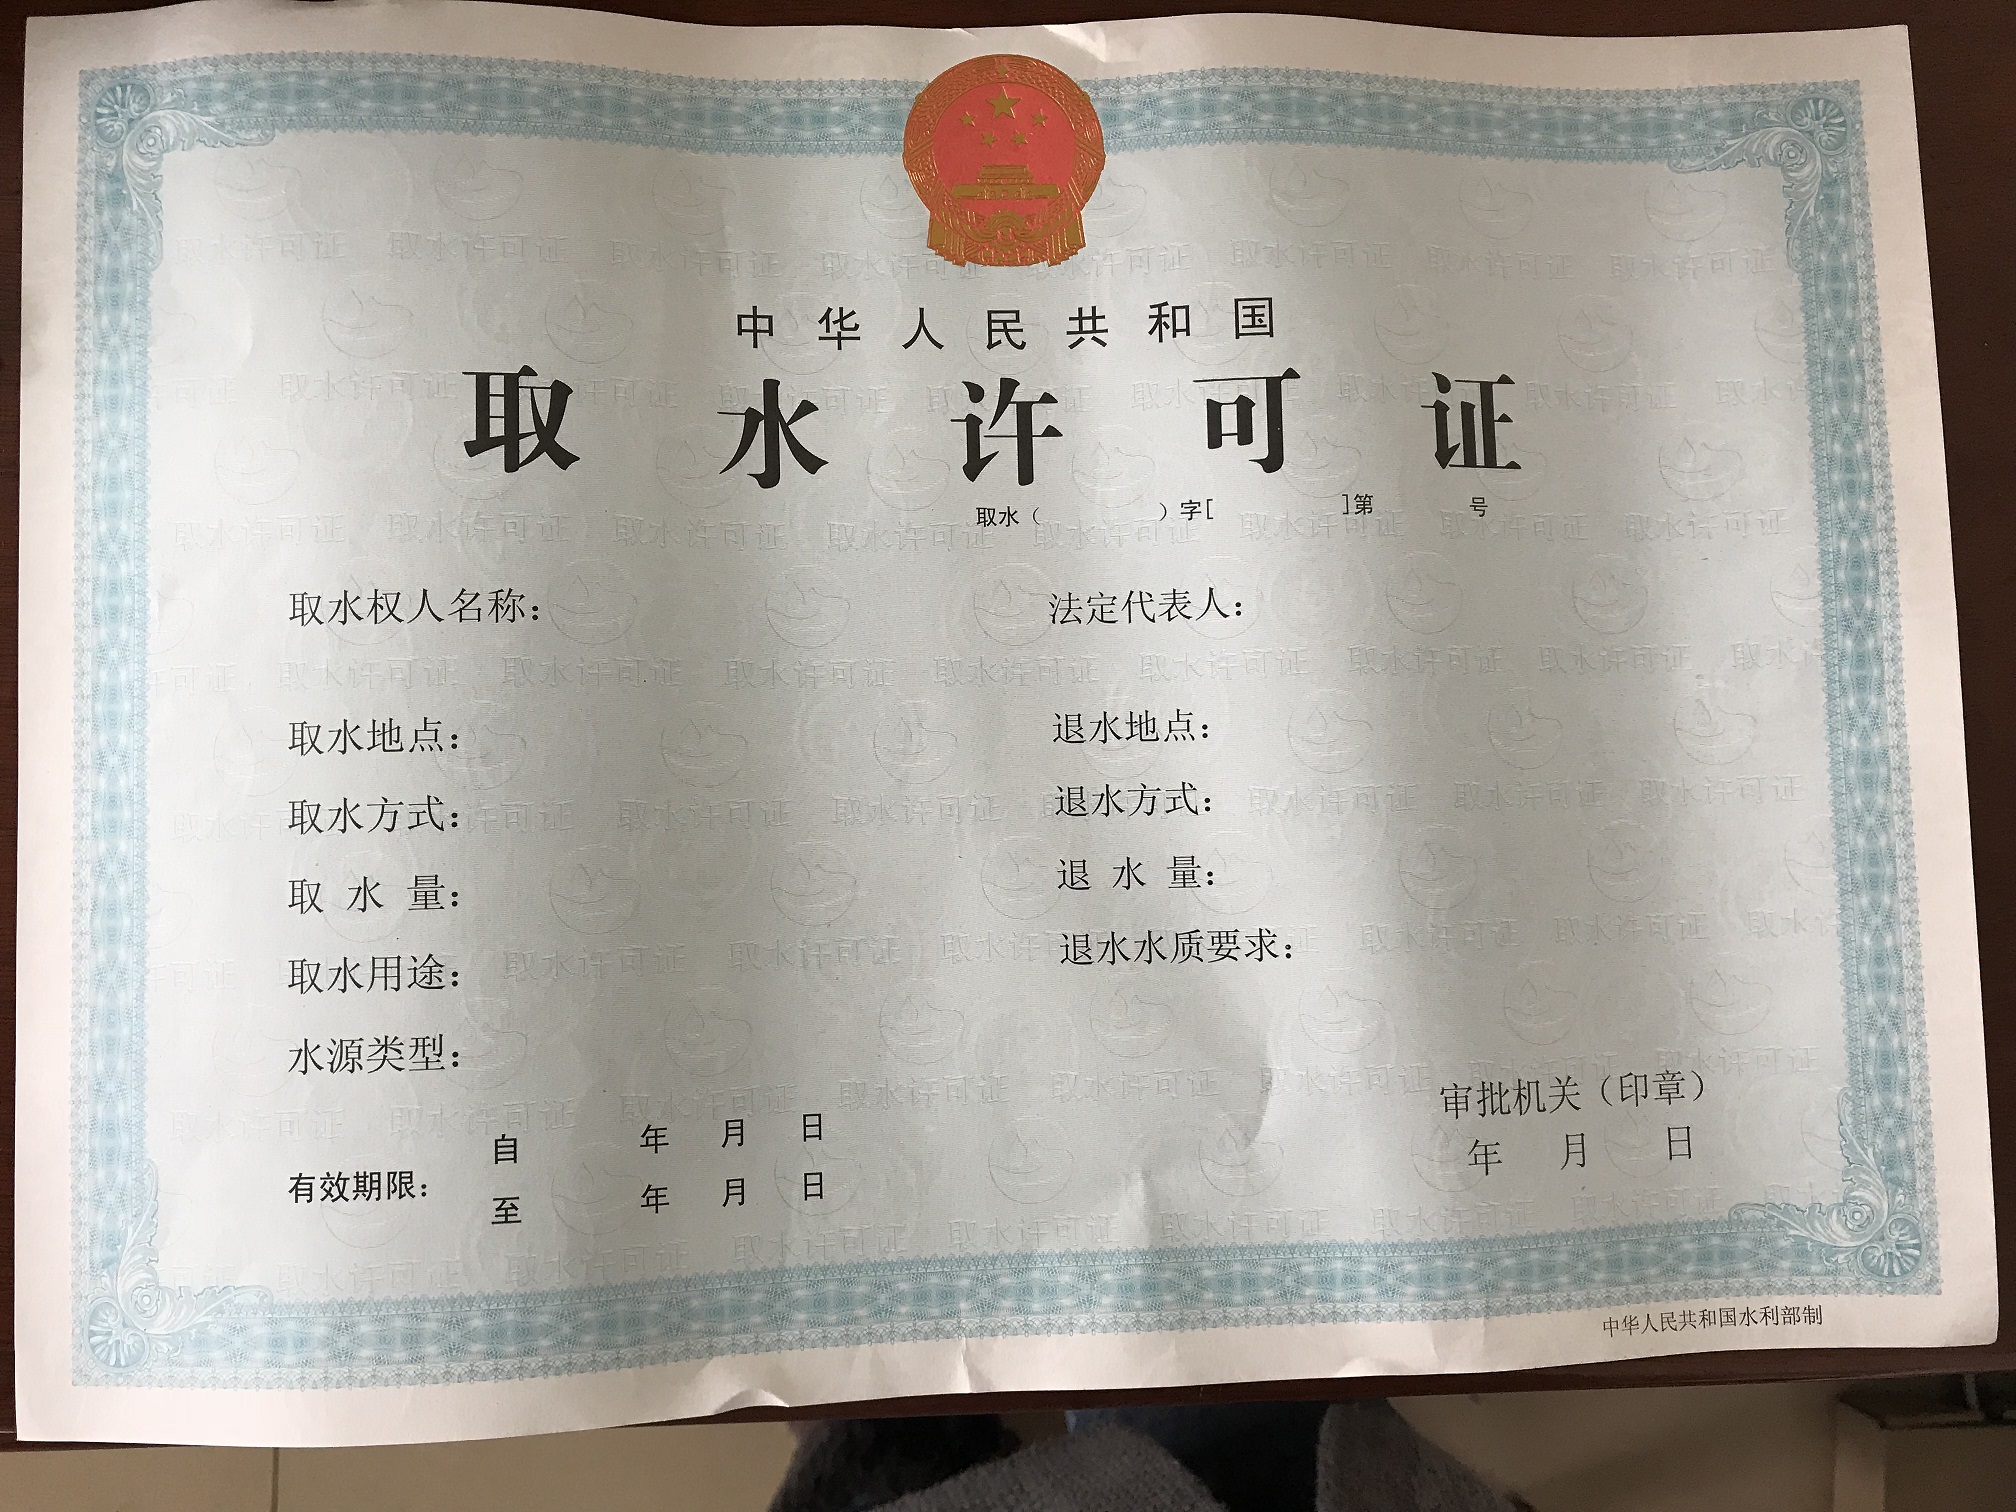 中华人民共和国
取水许可证
取水（ ）字[ ]第 号
取水权人名称：
法定代表人：
取水地点：
退水地点：
取水方式：
退水方式：
取 水 量：
退 水 量：
取水用途：
退水水质要求：
水源类型：
审批机关（印章）
年 月 日
有效期限：
自 年 月 日
至 年 月 日
中华人民共和国水利部制